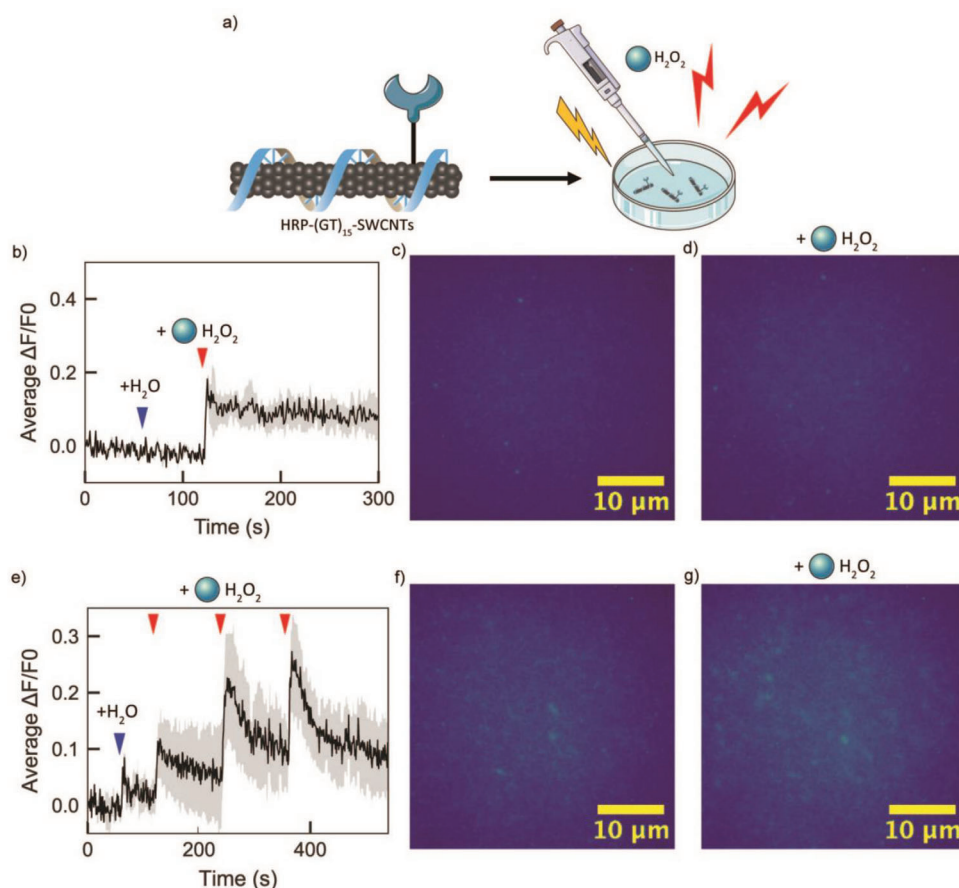 a)
H₂O₂
HRP-(GT)₁₅-SWCNTs
b)
Average ΔF/F0
0.4
0.2
0.0
+H₂O
+ H₂O₂
0
100
200
300
Time (s)
c)
10 μm
d)
+ H₂O₂
10 μm
e)
+ H₂O₂
Average ΔF/F0
0.3
0.2
0.1
0.0
+H₂O
0
200
400
Time (s)
f)
10 μm
g)
+ H₂O₂
10 μm